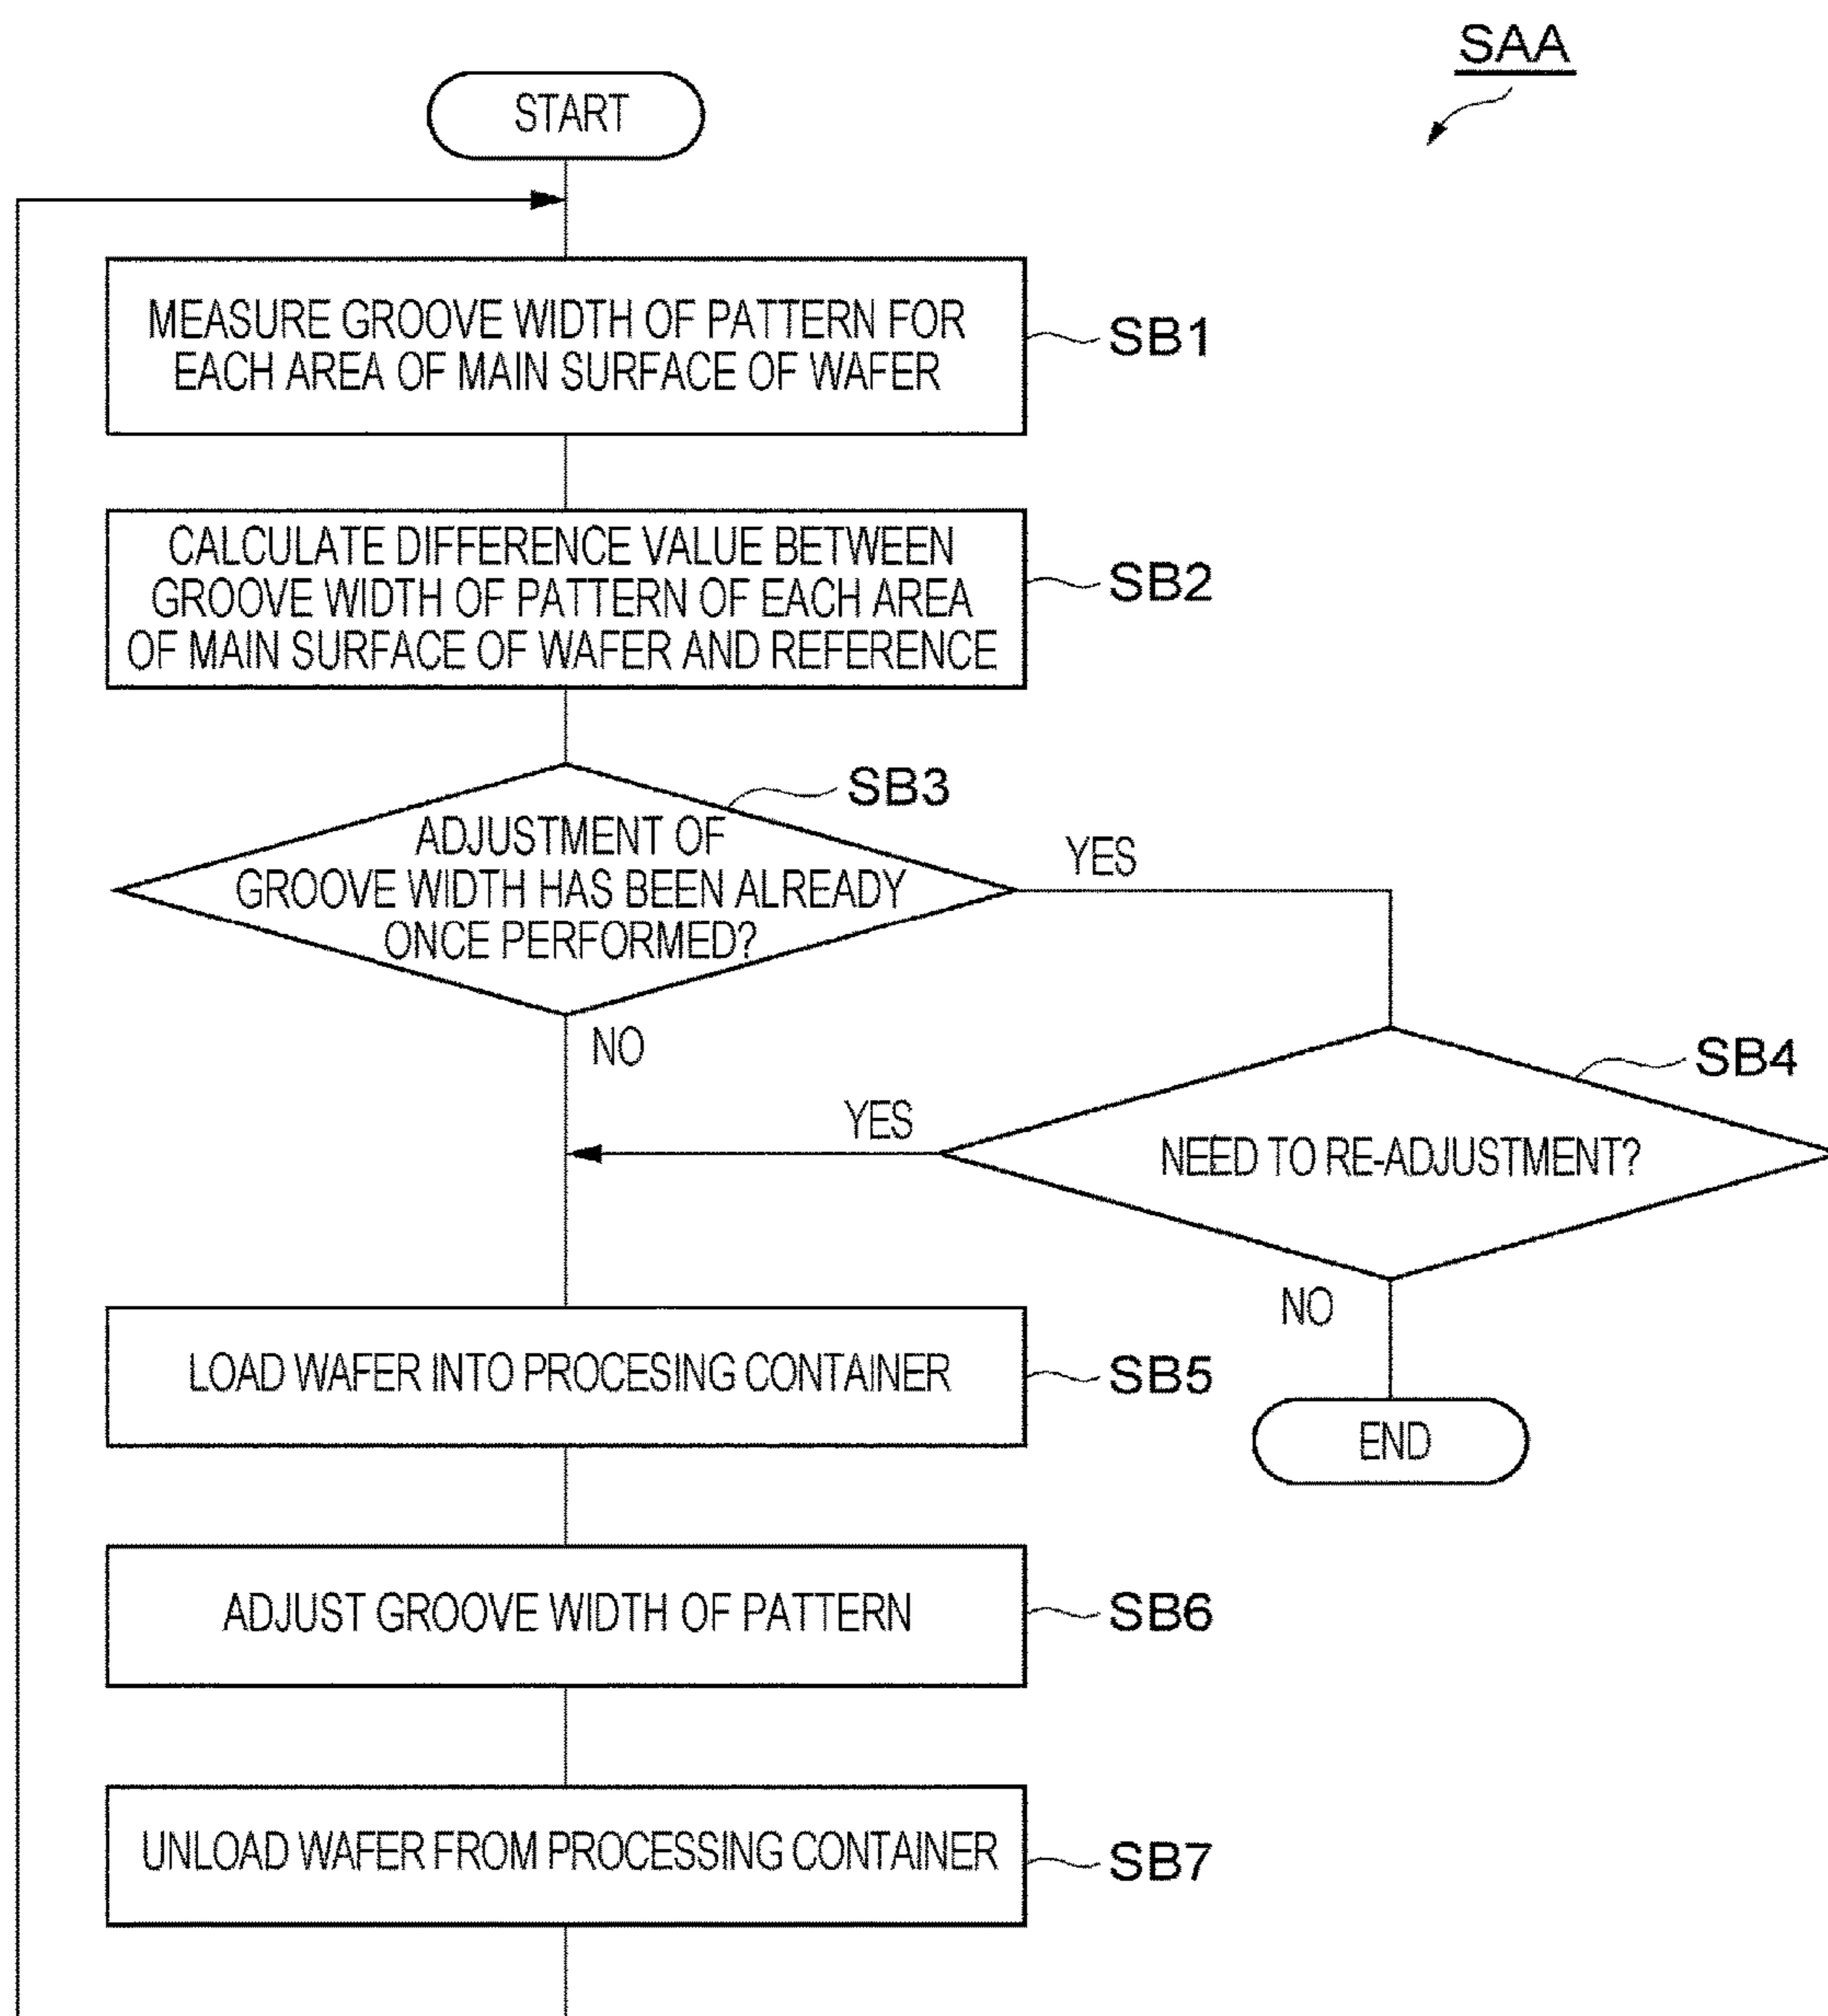 SAA
START
MEASURE GROOVE WIDTH OF PATTERN FOR
EACH AREA OF MAIN SURFACE OF WAFER
SB1
CALCULATE DIFFERENCE VALUE BETWEEN
GROOVE WIDTH OF PATTERN OF EACH AREA
OF MAIN SURFACE OF WAFER AND REFERENCE
SB2
SB3
ADJUSTMENT OF
GROOVE WIDTH HAS BEEN ALREADY
ONCE PERFORMED?
YES
NO
SB4
YES
NEED TO RE-ADJUSTMENT?
NO
LOAD WAFER INTO PROCESING CONTAINER
SB5
END
ADJUST GROOVE WIDTH OF PATTERN
SB6
UNLOAD WAFER FROM PROCESSING CONTAINER
SB7